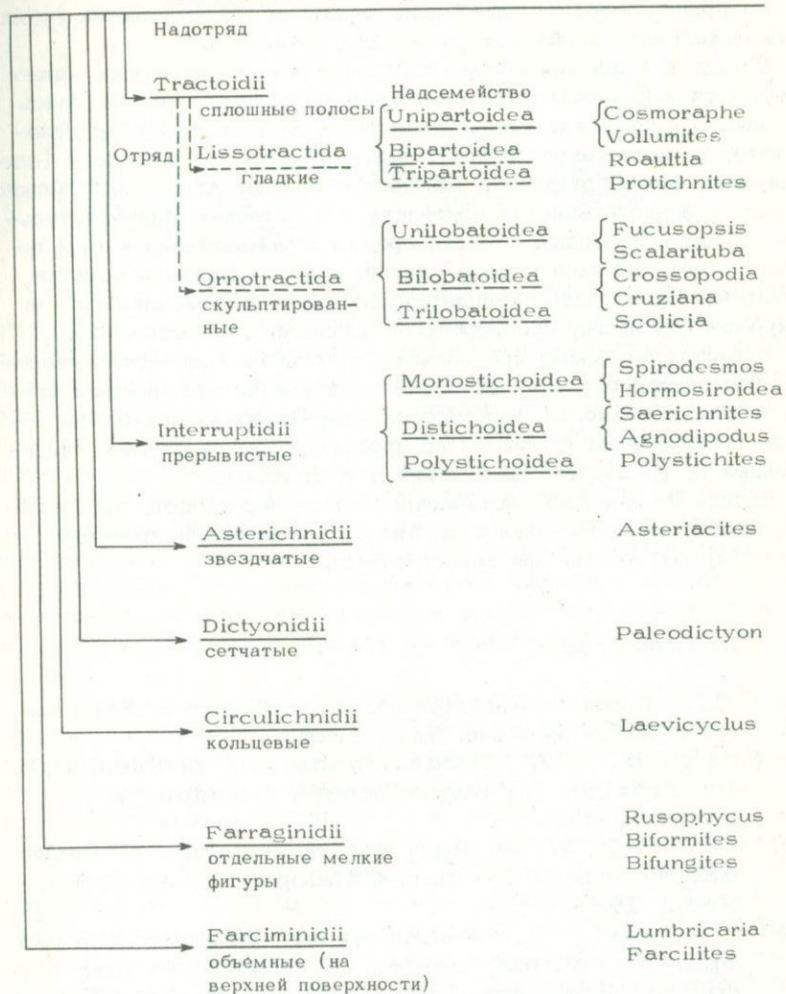 Надотряд
Tractoidii
сплошные полосы
Надсемейство
Unipartoidea
Cosmoraphe
Vollumites
Отряд
Lissotractida
гладкие
Bipartoidea
Roaultia
Tripartoidea
Protichnites
Unilobatoidea
Fucusopsis
Scalarituba
Ornotractida
скульптирован-
ные
Bilobatoidea
Crossopodia
Cruziana
Trilobatoidea
Scolicia
Interruptidii
прерывистые
Monostichoidea
Spirodesmos
Hormosiroidea
Distichoidea
Saerichnites
Agnodipodus
Polystichoidea
Polystichites
Asterichnidii
звездчатые
Asteriacites
Dictyonidii
сетчатые
Paleodictyon
Circulichnidii
кольцевые
Laevicyclus
Farraginidii
отдельные мелкие
фигуры
Rusophycus
Biformites
Bifungites
Farciminidii
объемные (на
верхней поверхности)
Lumbricaria
Farcilites